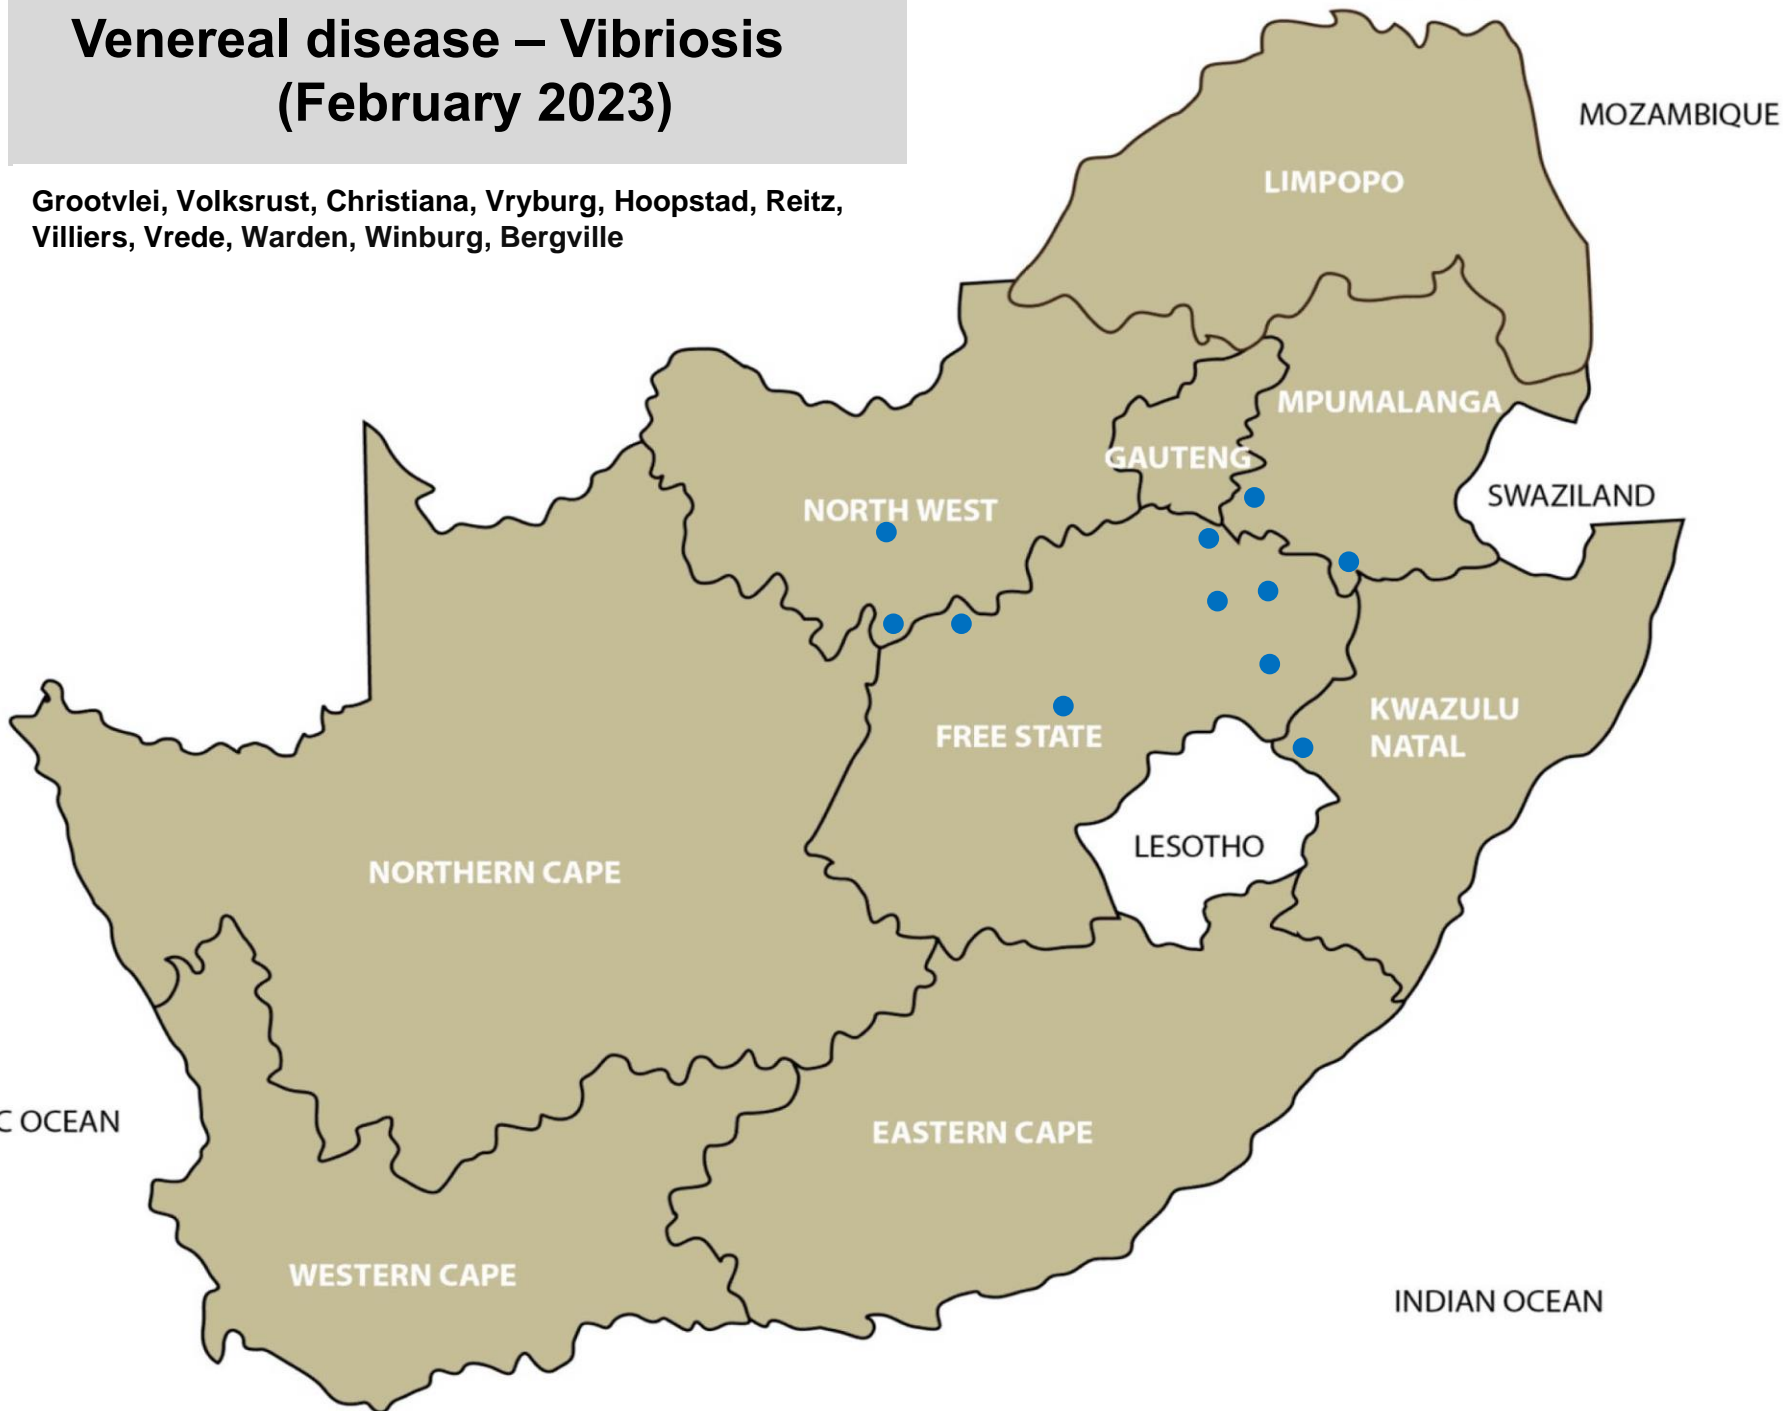 Venereal disease – Vibriosis
(February 2023)
Grootvlei, Volksrust, Christiana, Vryburg, Hoopstad, Reitz,
Villiers, Vrede, Warden, Winburg, Bergville
MOZAMBIQUE
LIMPOPO
MPUMALANGA
GAUTENG
SWAZILAND
NORTH WEST
KWAZULU
NATAL
FREE STATE
LESOTHO
NORTHERN CAPE
C OCEAN
EASTERN CAPE
WESTERN CAPE
INDIAN OCEAN